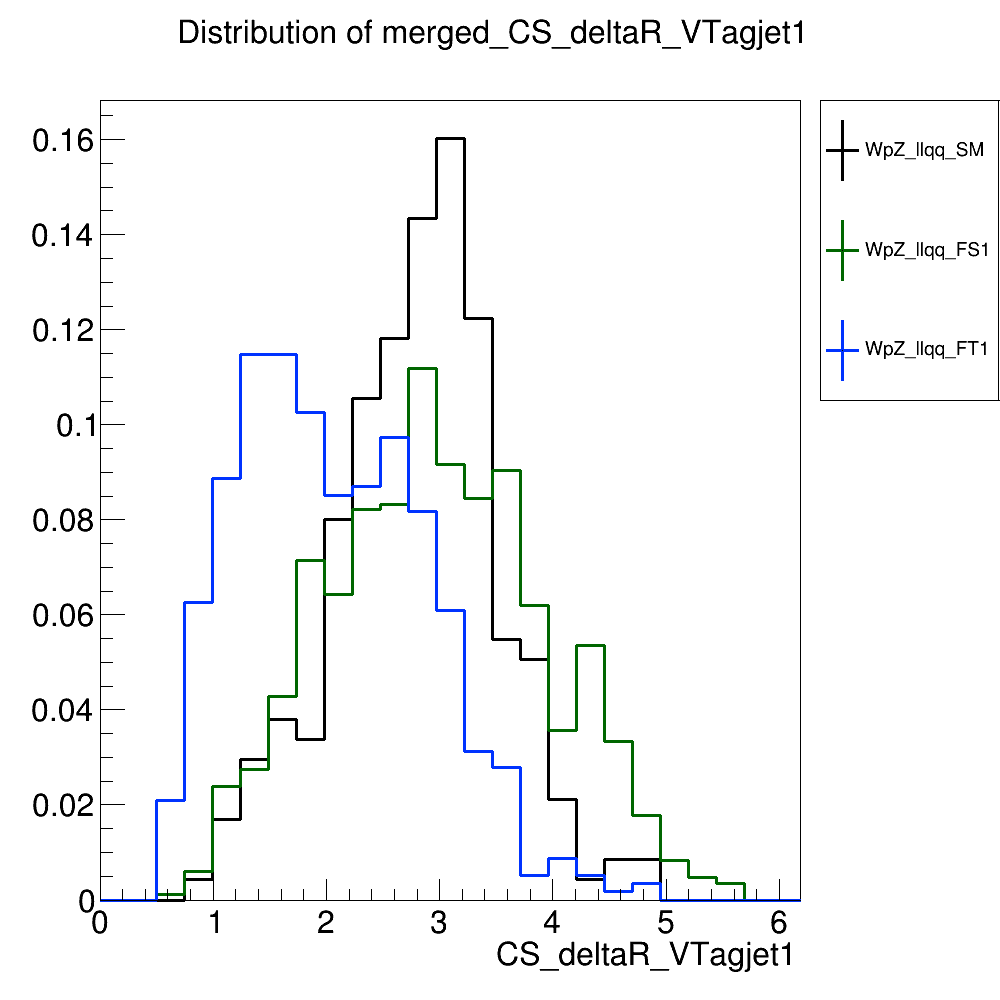 Distribution of merged_CS_deltaR_VTagjet1
0.16
0.14
0.12
0.1
0.08
0.06
0.04
0.02
0
0 1 2 3 4 5 6
CS_deltaR_VTagjet1
WpZ_llqq_SM
WpZ_llqq_FS1
WpZ_llqq_FT1